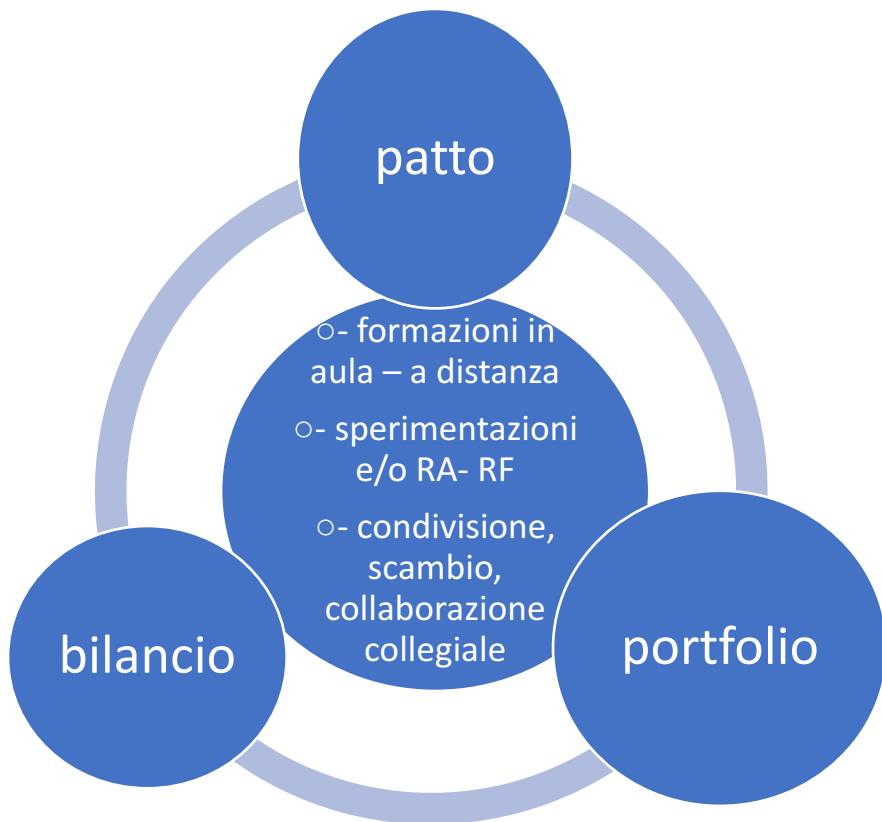 patto
○- formazioni in
aula – a distanza
○- sperimentazioni
e/o RA- RF
○- condivisione,
scambio,
collaborazione
collegiale
bilancio
portfolio